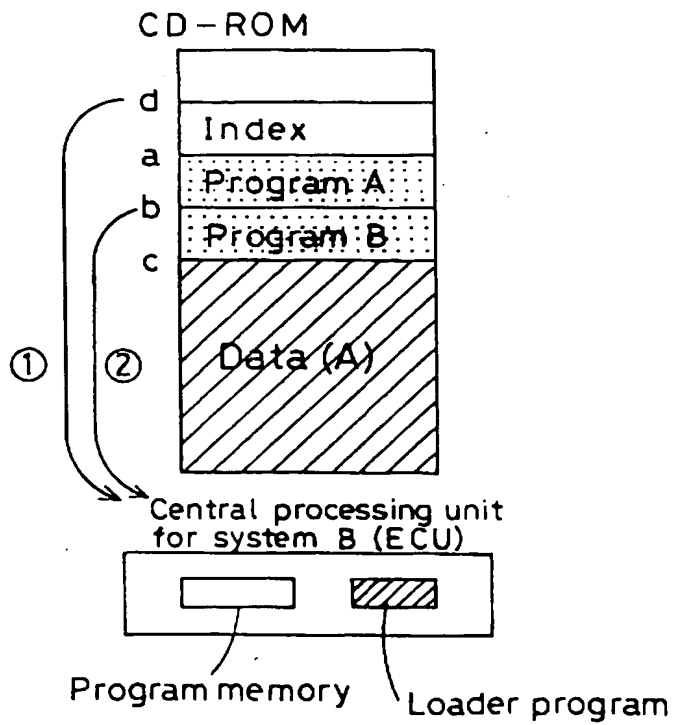 CD-ROM
d
Index
a
Program A
b
Program B
c
Data (A)
① ②
Central processing unit
for system B (ECU)
Program memory
Loader program